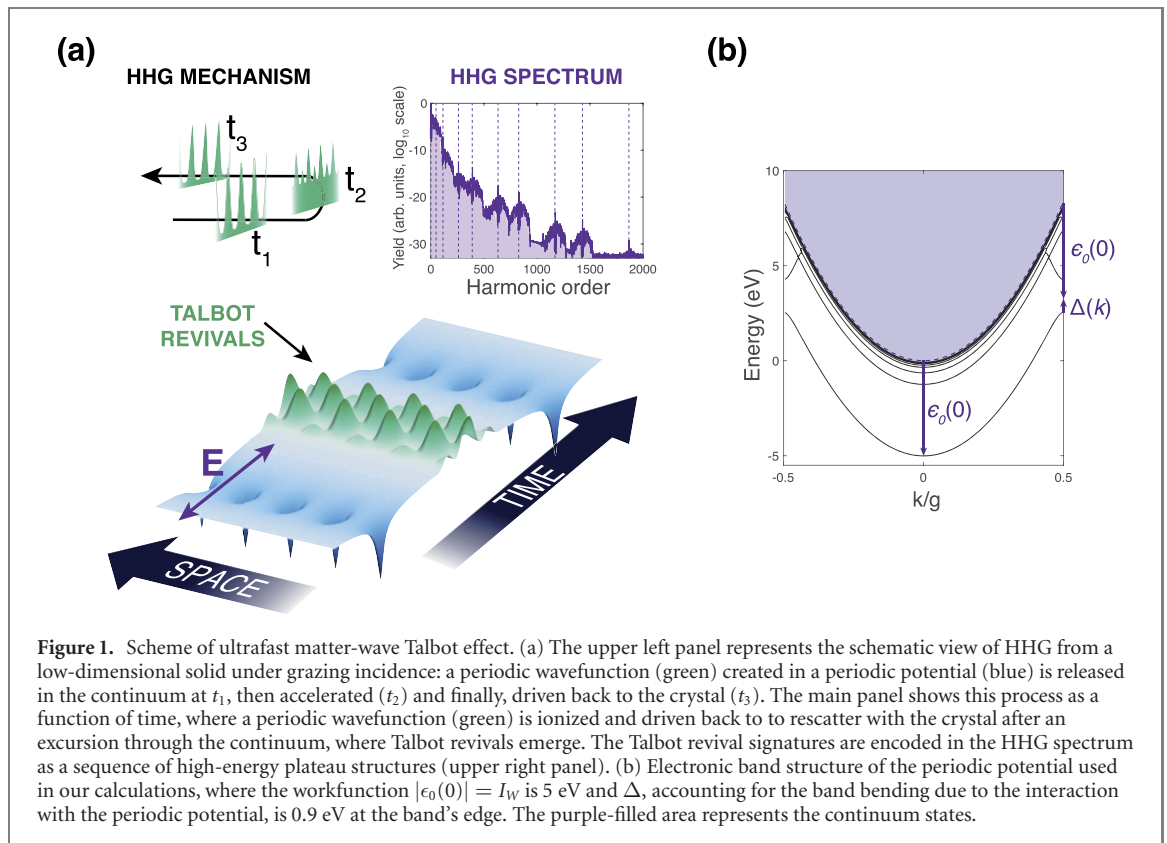 (a)
HHG MECHANISM
t3
t2
t1
HHG SPECTRUM
Yield (arb. units, log10 scale)
0
-10
-20
-30
0
500
1000
1500
2000
Harmonic order
TALBOT
REVIVALS
E
SPACE
TIME
(b)
Energy (eV)
10
5
0
-5
-0.5
0
0.5
k/g
ϵ0(0)
Δ(k)
ϵ0(0)
Figure 1. Scheme of ultrafast matter-wave Talbot effect. (a) The upper left panel represents the schematic view of HHG from a
low-dimensional solid under grazing incidence: a periodic wavefunction (green) created in a periodic potential (blue) is released
in the continuum at t1, then accelerated (t2) and finally, driven back to the crystal (t3). The main panel shows this process as a
function of time, where a periodic wavefunction (green) is ionized and driven back to to rescatter with the crystal after an
excursion through the continuum, where Talbot revivals emerge. The Talbot revival signatures are encoded in the HHG spectrum
as a sequence of high-energy plateau structures (upper right panel). (b) Electronic band structure of the periodic potential used
in our calculations, where the workfunction |ϵ0(0)| = IW is 5 eV and Δ, accounting for the band bending due to the interaction
with the periodic potential, is 0.9 eV at the band's edge. The purple-filled area represents the continuum states.